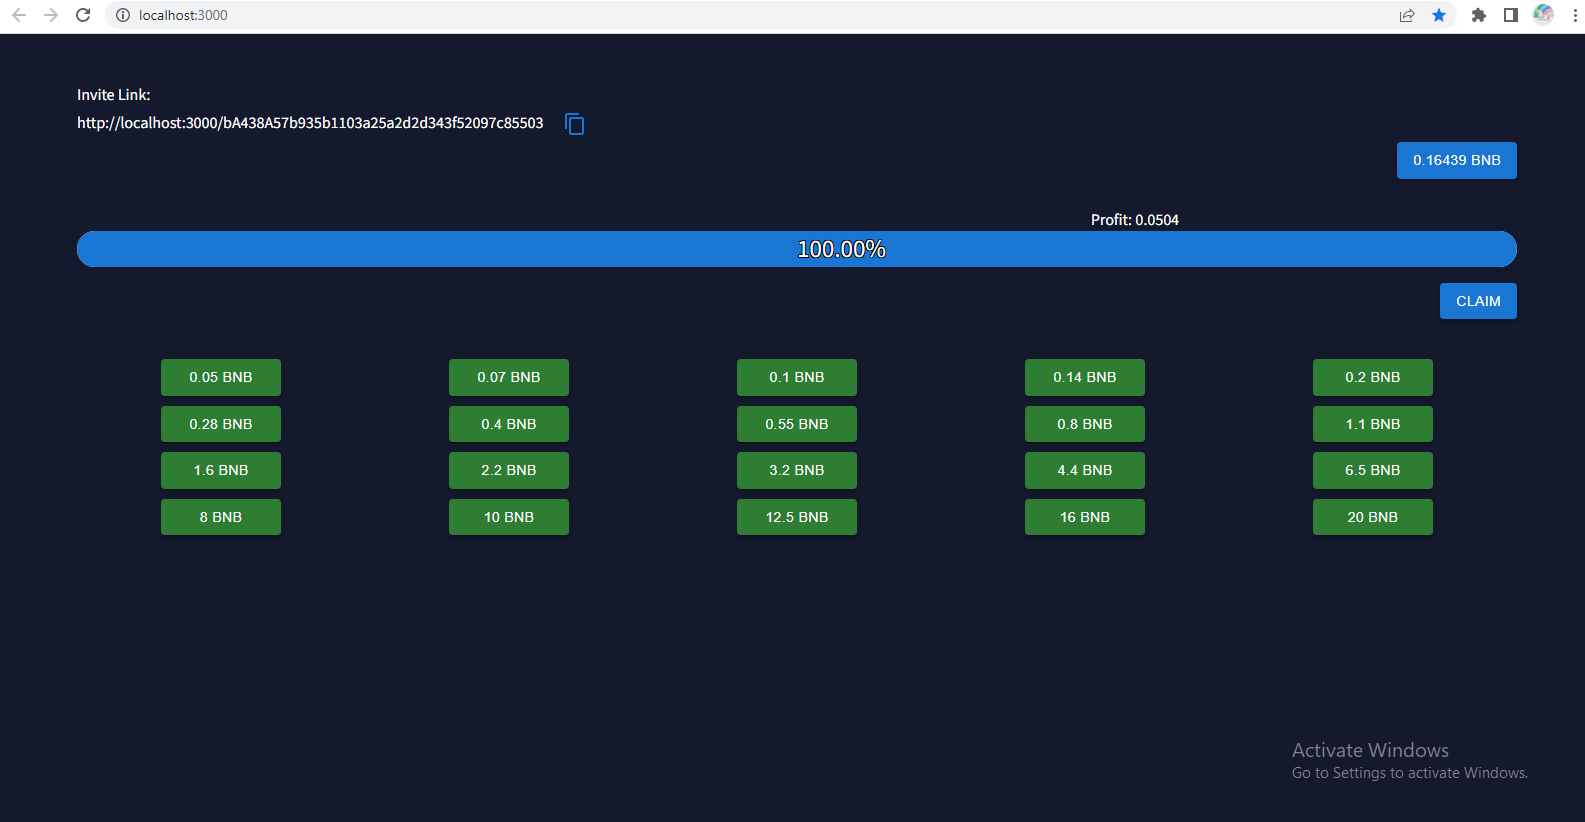 localhost:3000
Invite Link:
http://localhost:3000/bA438A57b935b1103a25a2d2d343f52097c85503
0.16439 BNB
Profit: 0.0504
100.00%
CLAIM
0.05 BNB 0.07 BNB 0.1 BNB 0.14 BNB 0.2 BNB
0.28 BNB 0.4 BNB 0.55 BNB 0.8 BNB 1.1 BNB
1.6 BNB 2.2 BNB 3.2 BNB 4.4 BNB 6.5 BNB
8 BNB 10 BNB 12.5 BNB 16 BNB 20 BNB
Activate Windows
Go to Settings to activate Windows.